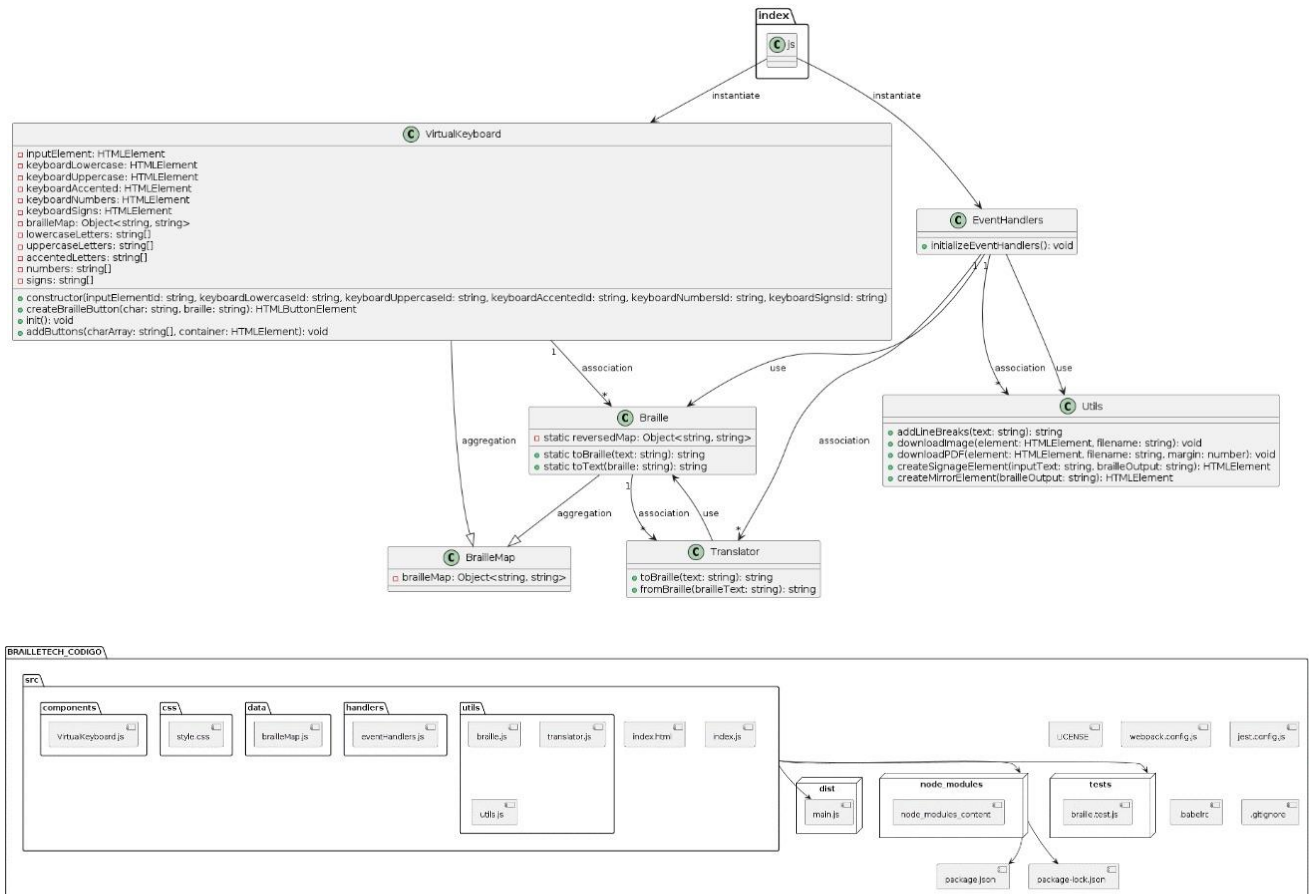 index
C js
instantiate
instantiate
C VirtualKeyboard
inputElement: HTMLElement
keyboardLowercase: HTMLElement
keyboardUppercase: HTMLElement
keyboardAccented: HTMLElement
keyboardNumbers: HTMLElement
keyboardSigns: HTMLElement
brailleMap: Object<string, string>
lowercaseLetters: string[]
uppercaseLetters: string[]
accentedLetters: string[]
numbers: string[]
signs: string[]
constructor(inputElementId: string, keyboardLowercaseId: string, keyboardUppercaseId: string, keyboardAccentedId: string, keyboardNumbersId: string, keyboardSignsId: string)
createBrailleButton(char: string, braille: string): HTMLButtonElement
init(): void
addButtons(charArray: string[], container: HTMLElement): void
C EventHandlers
initializeEventHandlers(): void
1
1
1
association
use
association
use
*
*
C Braille
static reversedMap: Object<string, string>
static toBraille(text: string): string
static toText(braille: string): string
C Utils
addLineBreaks(text: string): string
downloadImage(element: HTMLElement, filename: string): void
downloadPDF(element: HTMLElement, filename: string, margin: number): void
createSignageElement(inputText: string, brailleOutput: string): HTMLElement
createMirrorElement(brailleOutput: string): HTMLElement
aggregation
association
1
aggregation
association
use
*
*
C BrailleMap
brailleMap: Object<string, string>
C Translator
toBraille(text: string): string
fromBraille(brailleText: string): string
BRAILLETECH_CODIGO
src
components
VirtualKeyboard.js
css
style.css
data
brailleMap.js
handlers
eventHandlers.js
utils
braille.js
translator.js
utils.js
index.html
index.js
LICENSE
webpack.config.js
jest.config.js
dist
main.js
node_modules
node_modules_content
tests
braille.test.js
.babelrc
.gitignore
package.json
package-lock.json